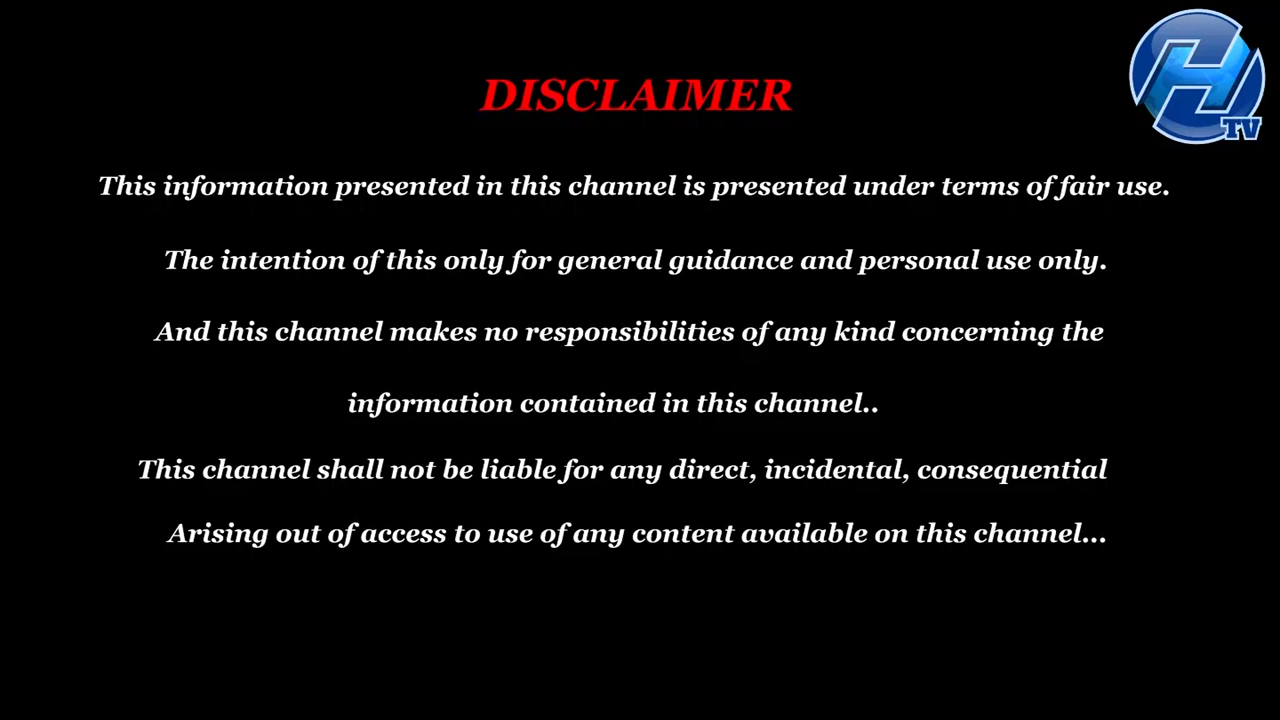 DISCLAIMER
H TV
This information presented in this channel is presented under terms of fair use.
The intention of this only for general guidance and personal use only.
And this channel makes no responsibilities of any kind concerning the
information contained in this channel..
This channel shall not be liable for any direct, incidental, consequential
Arising out of access to use of any content available on this channel...